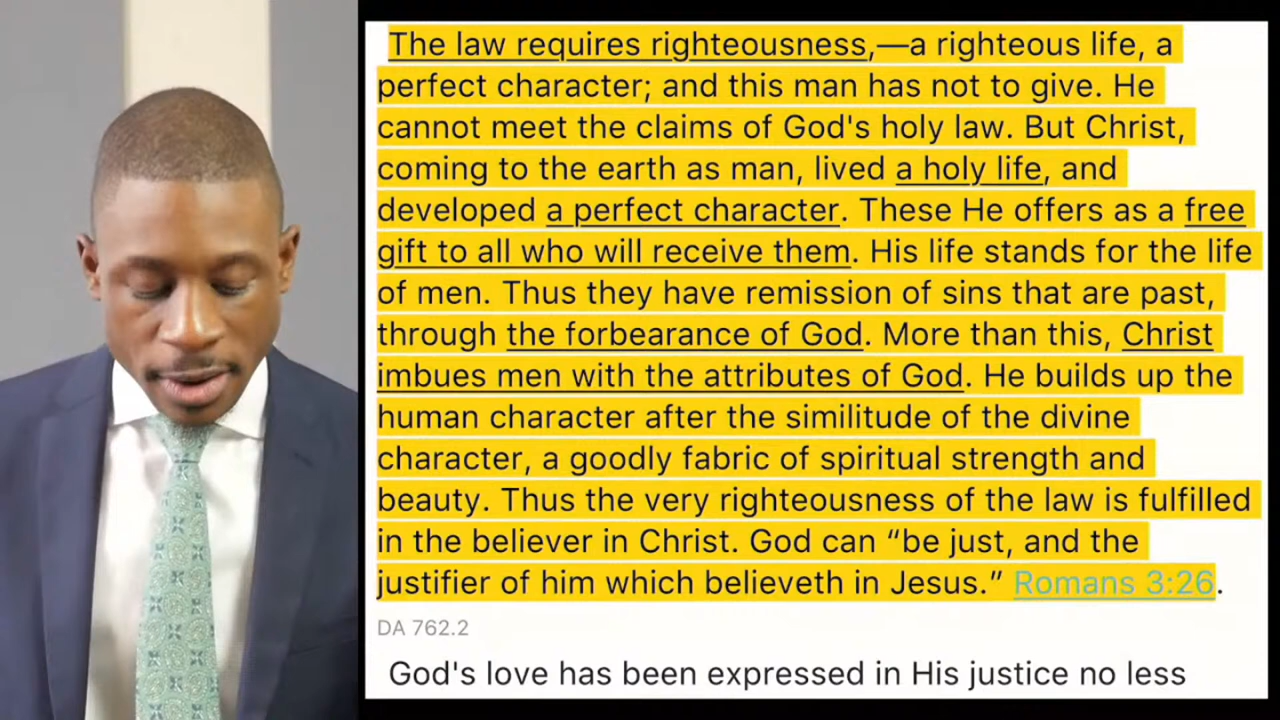 The law requires righteousness,—a righteous life, a
perfect character; and this man has not to give. He
cannot meet the claims of God's holy law. But Christ,
coming to the earth as man, lived a holy life, and
developed a perfect character. These He offers as a free
gift to all who will receive them. His life stands for the life
of men. Thus they have remission of sins that are past,
through the forbearance of God. More than this, Christ
imbues men with the attributes of God. He builds up the
human character after the similitude of the divine
character, a goodly fabric of spiritual strength and
beauty. Thus the very righteousness of the law is fulfilled
in the believer in Christ. God can “be just, and the
justifier of him which believeth in Jesus.” Romans 3:26.
DA 762.2
God's love has been expressed in His justice no less